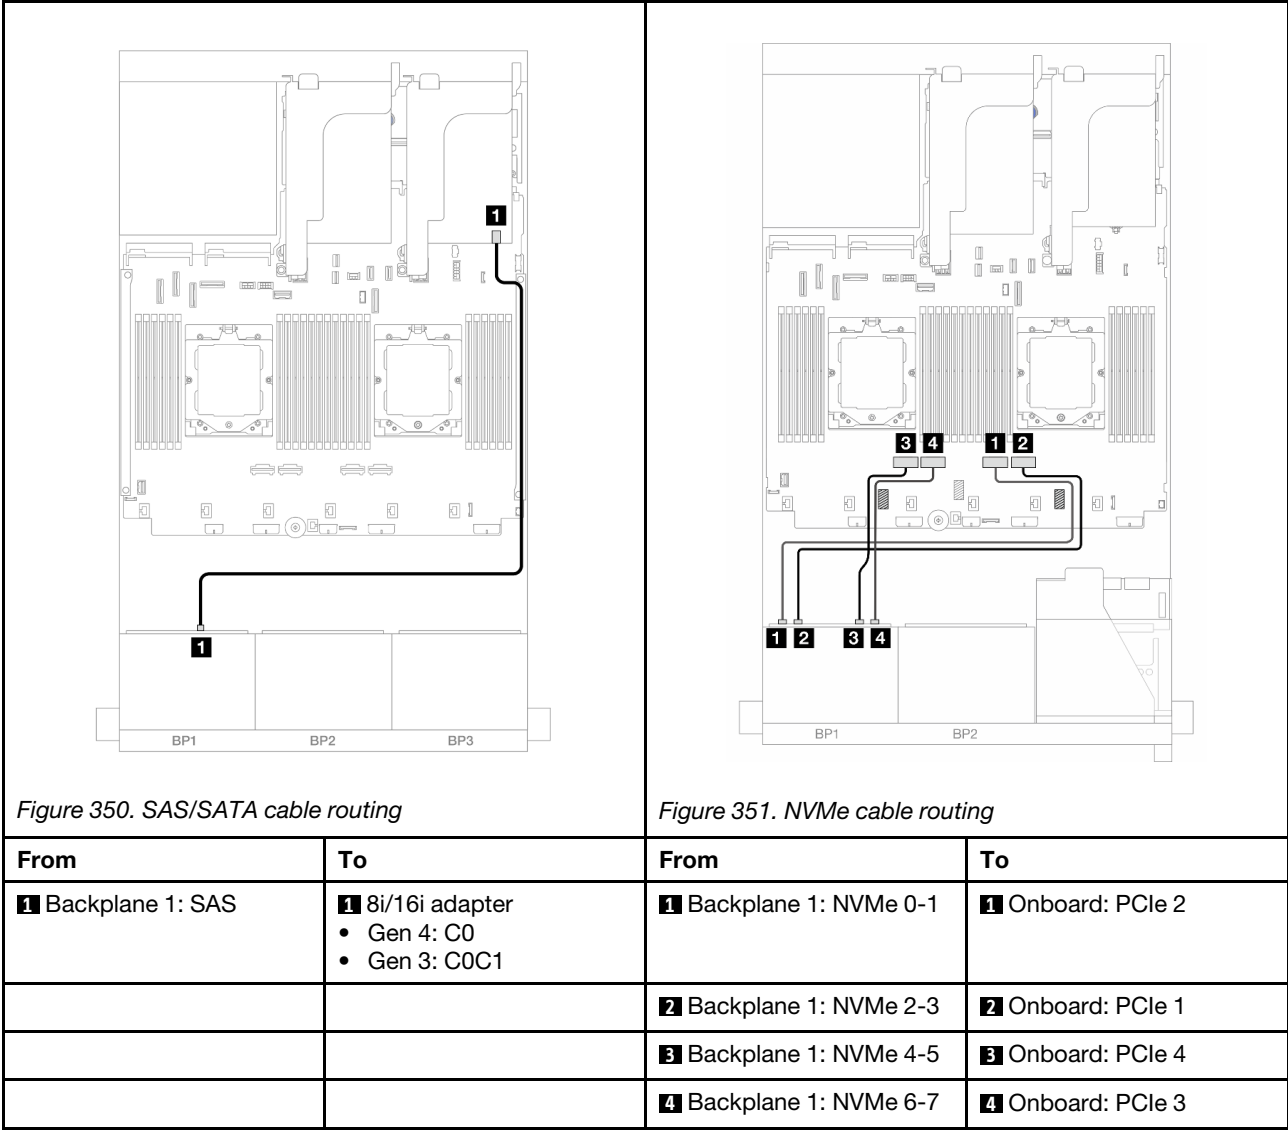 1
1
BP1
BP2
BP3
Figure 350. SAS/SATA cable routing
3
4
1
2
1
2
3
4
BP1
BP2
Figure 351. NVMe cable routing
From
To
From
To
1 Backplane 1: SAS
1 8i/16i adapter
• Gen 4: C0
• Gen 3: C0C1
1 Backplane 1: NVMe 0-1
1 Onboard: PCIe 2
2 Backplane 1: NVMe 2-3
2 Onboard: PCIe 1
3 Backplane 1: NVMe 4-5
3 Onboard: PCIe 4
4 Backplane 1: NVMe 6-7
4 Onboard: PCIe 3